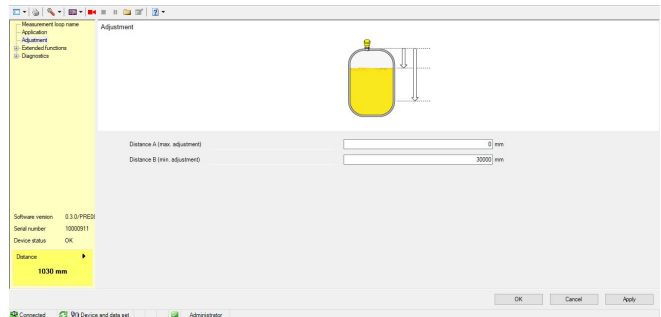 Measurement loop name
Application
Adjustment
Extended functions
Diagnostics
Adjustment
Distance A (max. adjustment)
0 mm
Distance B (min. adjustment)
30000 mm
Software version 0.3.0/PRE0
Serial number 10000911
Device status OK
Distance
1030 mm
OK Cancel Apply
Connected Device and data set Administrator